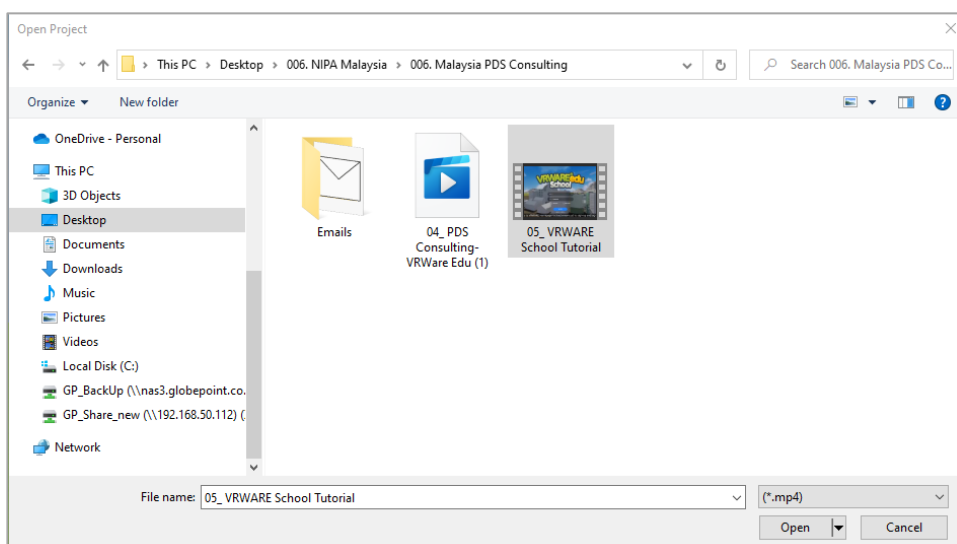 Open Project
This PC > Desktop > 006. NIPA Malaysia > 006. Malaysia PDS Consulting
Search 006. Malaysia PDS Co...
Organize
New folder
OneDrive - Personal
This PC
3D Objects
Desktop
Documents
Downloads
Music
Pictures
Videos
Local Disk (C:)
GP_BackUp (\\nas3.globepoint.co.
GP_Share_new (\\192.168.50.112) (
Network
Emails
04_ PDS
Consulting-
VRWare Edu (1)
VRWARE edu
School
05_ VRWARE
School Tutorial
File name:
05_ VRWARE School Tutorial
(*.mp4)
Open
Cancel